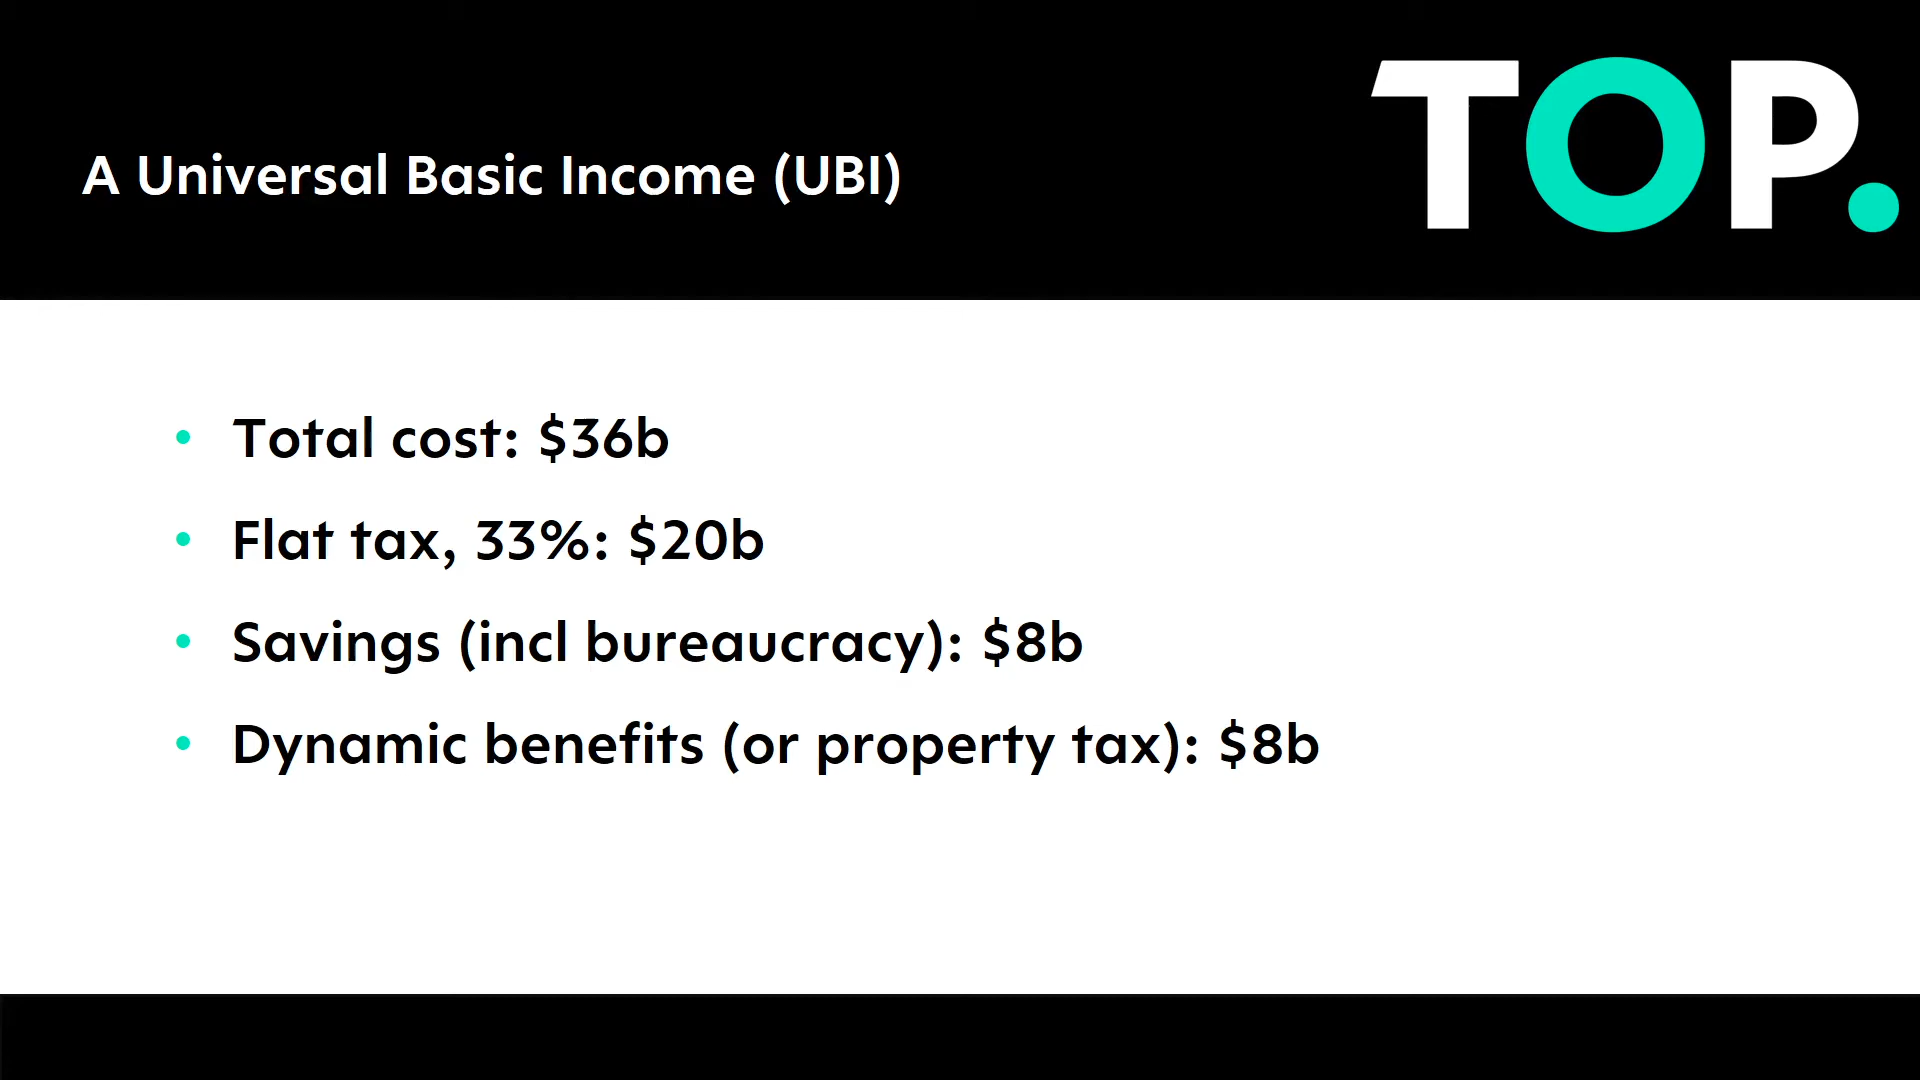 TOP.
A Universal Basic Income (UBI)
• Total cost: $36b
• Flat tax, 33%: $20b
• Savings (incl bureaucracy): $8b
• Dynamic benefits (or property tax): $8b